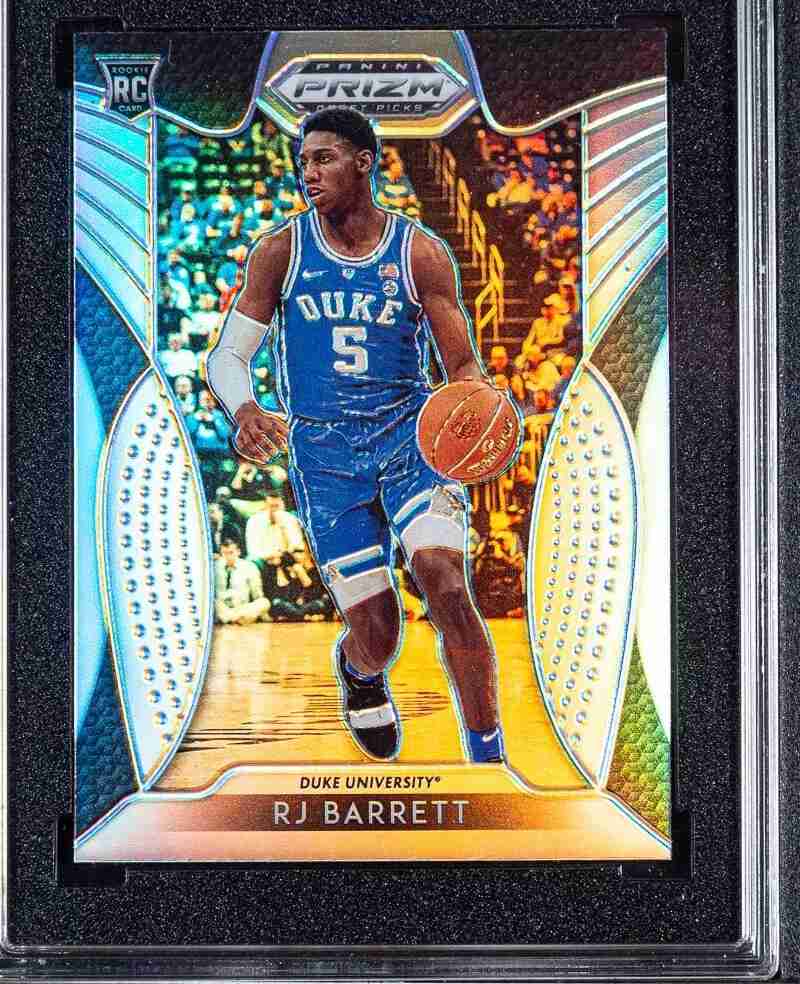 ROOKIE
RC
CARD
PANINI
PRIZM
DRAFT PICKS
DUKE
5
DUKE UNIVERSITY®
RJ BARRETT